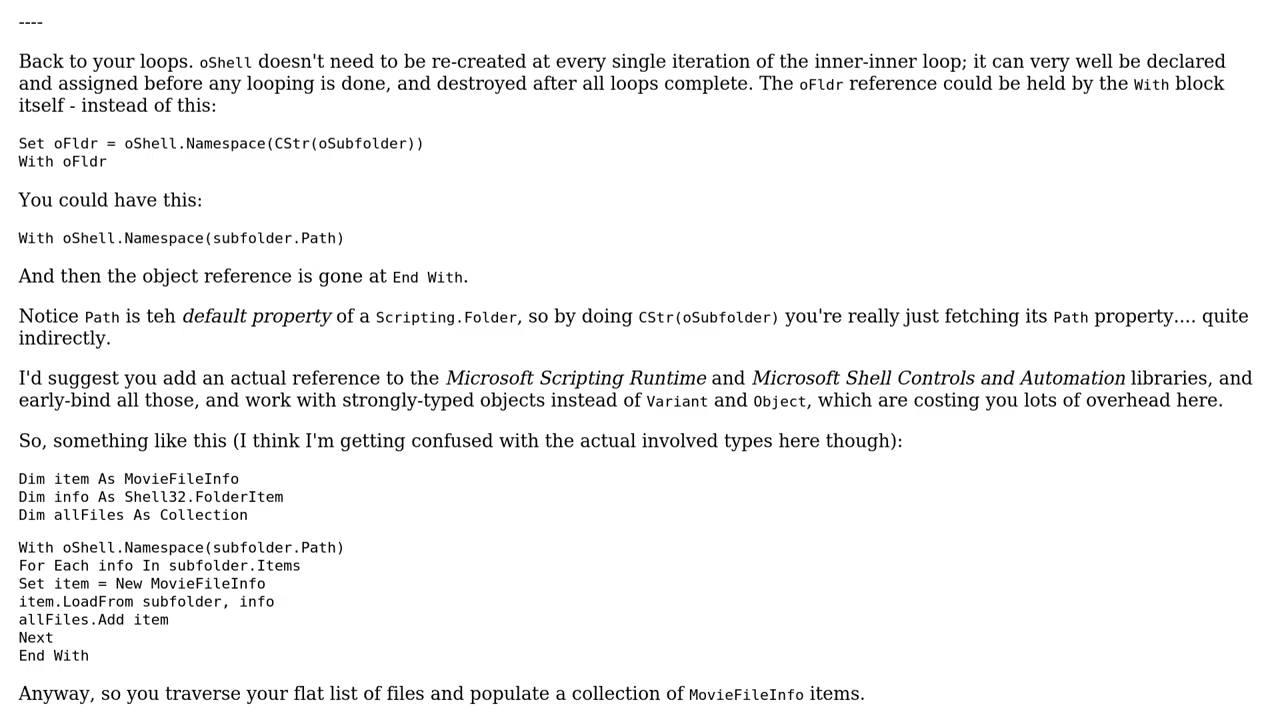 ----
Back to your loops. oShell doesn't need to be re-created at every single iteration of the inner-inner loop; it can very well be declared
and assigned before any looping is done, and destroyed after all loops complete. The oFldr reference could be held by the With block
itself - instead of this:
Set oFldr = oShell.Namespace(CStr(oSubfolder))
With oFldr
You could have this:
With oShell.Namespace(subfolder.Path)
And then the object reference is gone at End With.
Notice Path is teh default property of a Scripting.Folder, so by doing CStr(oSubfolder) you're really just fetching its Path property.... quite
indirectly.
I'd suggest you add an actual reference to the Microsoft Scripting Runtime and Microsoft Shell Controls and Automation libraries, and
early-bind all those, and work with strongly-typed objects instead of Variant and Object, which are costing you lots of overhead here.
So, something like this (I think I'm getting confused with the actual involved types here though):
Dim item As MovieFileInfo
Dim info As Shell32.FolderItem
Dim allFiles As Collection
With oShell.Namespace(subfolder.Path)
For Each info In subfolder.Items
Set item = New MovieFileInfo
item.LoadFrom subfolder, info
allFiles.Add item
Next
End With
Anyway, so you traverse your flat list of files and populate a collection of MovieFileInfo items.